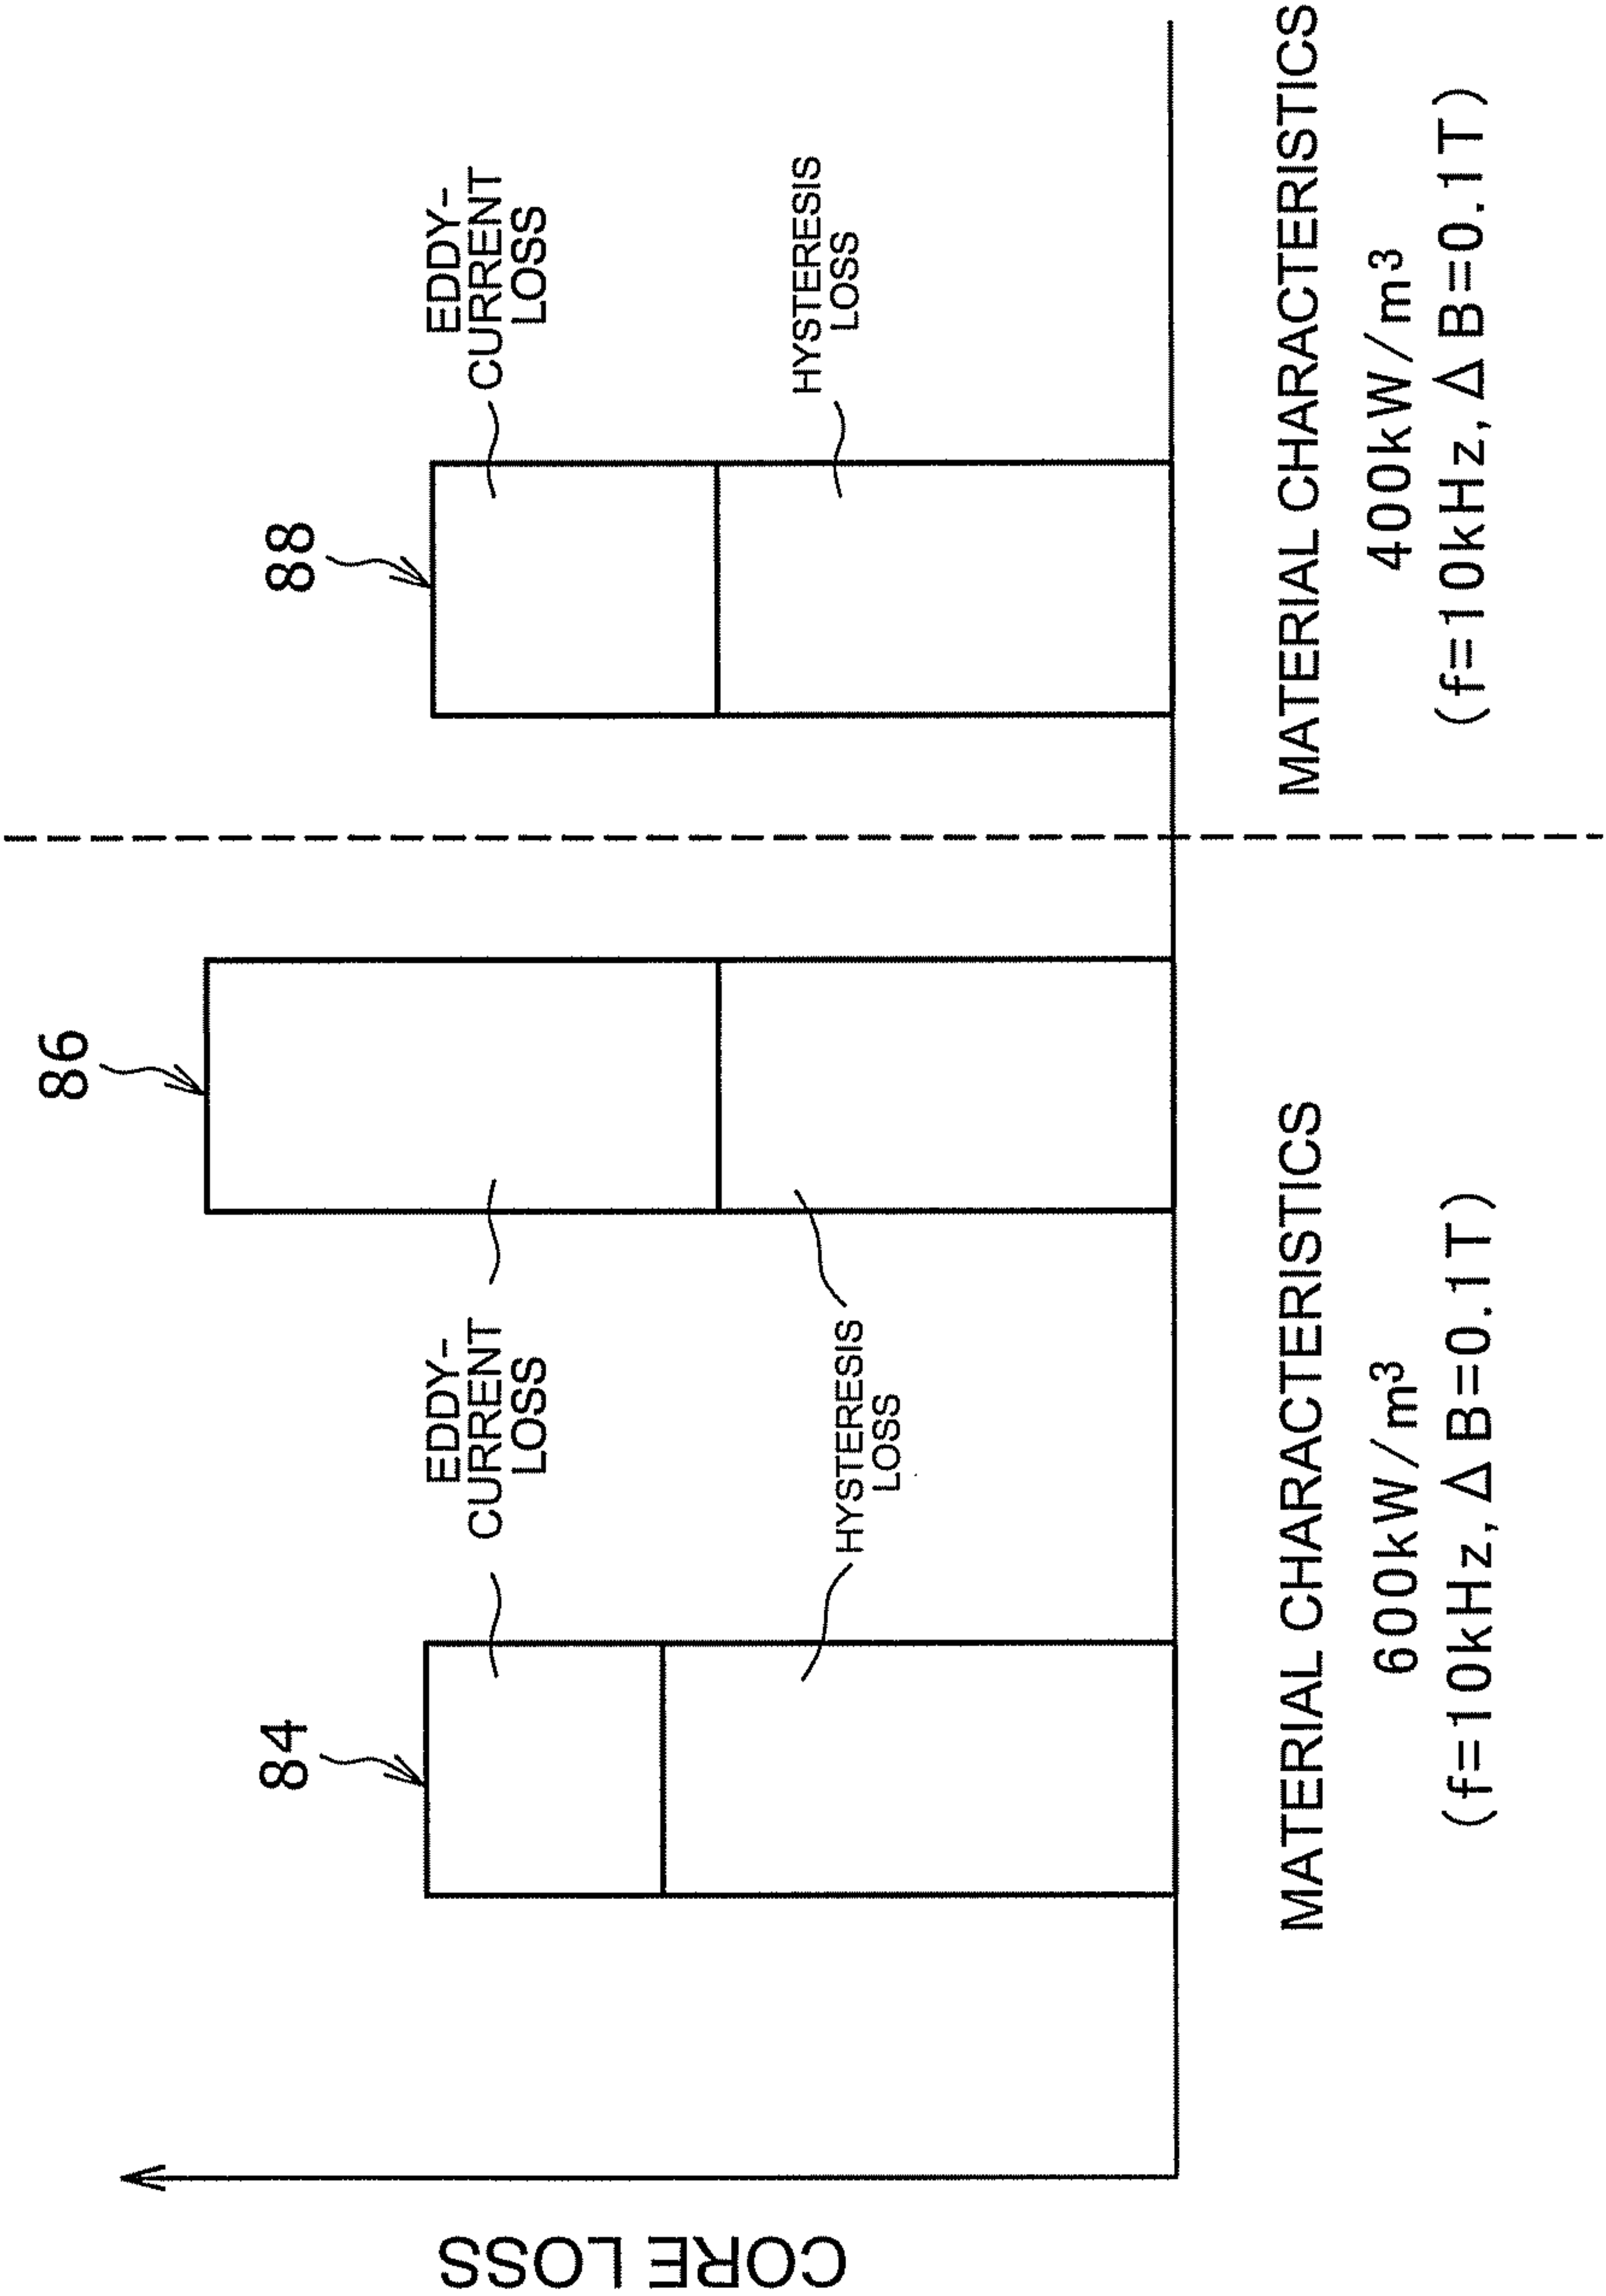 CORE LOSS
84
EDDY-
CURRENT
LOSS
HYSTERESIS
LOSS
86
88
EDDY-
CURRENT
LOSS
HYSTERESIS
LOSS
MATERIAL CHARACTERISTICS
600kW/m³
(f=10kHz,ΔB=0.1T)
MATERIAL CHARACTERISTICS
400kW/m³
(f=10kHz,ΔB=0.1T)